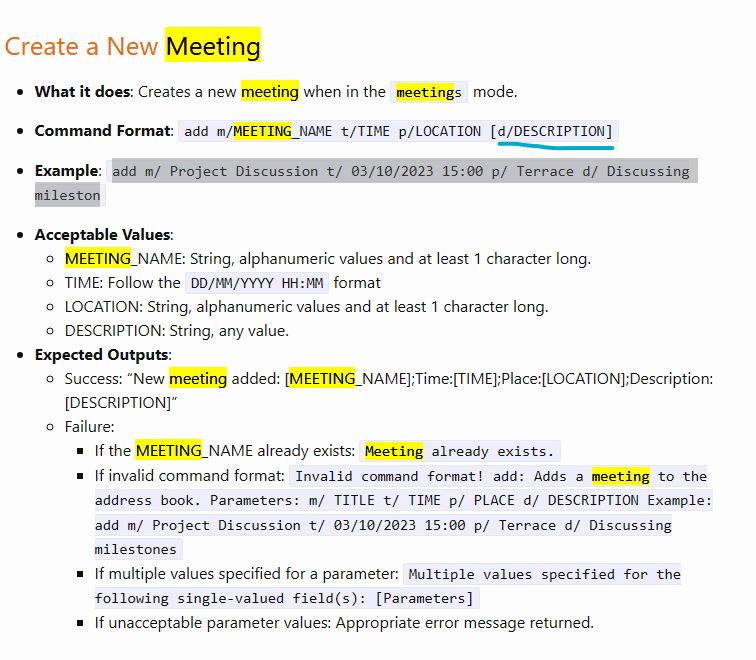 Create a New Meeting
What it does: Creates a new meeting when in the meetings mode.
Command Format: add m/MEETING_NAME t/TIME p/LOCATION [d/DESCRIPTION]
Example: add m/ Project Discussion t/ 03/10/2023 15:00 p/ Terrace d/ Discussing
mileston
Acceptable Values:
MEETING_NAME: String, alphanumeric values and at least 1 character long.
TIME: Follow the DD/MM/YYYY HH:MM format
LOCATION: String, alphanumeric values and at least 1 character long.
DESCRIPTION: String, any value.
Expected Outputs:
Success: “New meeting added: [MEETING_NAME];Time:[TIME];Place:[LOCATION];Description:
[DESCRIPTION]”
Failure:
If the MEETING_NAME already exists: Meeting already exists.
If invalid command format: Invalid command format! add: Adds a meeting to the
address book. Parameters: m/ TITLE t/ TIME p/ PLACE d/ DESCRIPTION Example:
add m/ Project Discussion t/ 03/10/2023 15:00 p/ Terrace d/ Discussing
milestones
If multiple values specified for a parameter: Multiple values specified for the
following single-valued field(s): [Parameters]
If unacceptable parameter values: Appropriate error message returned.